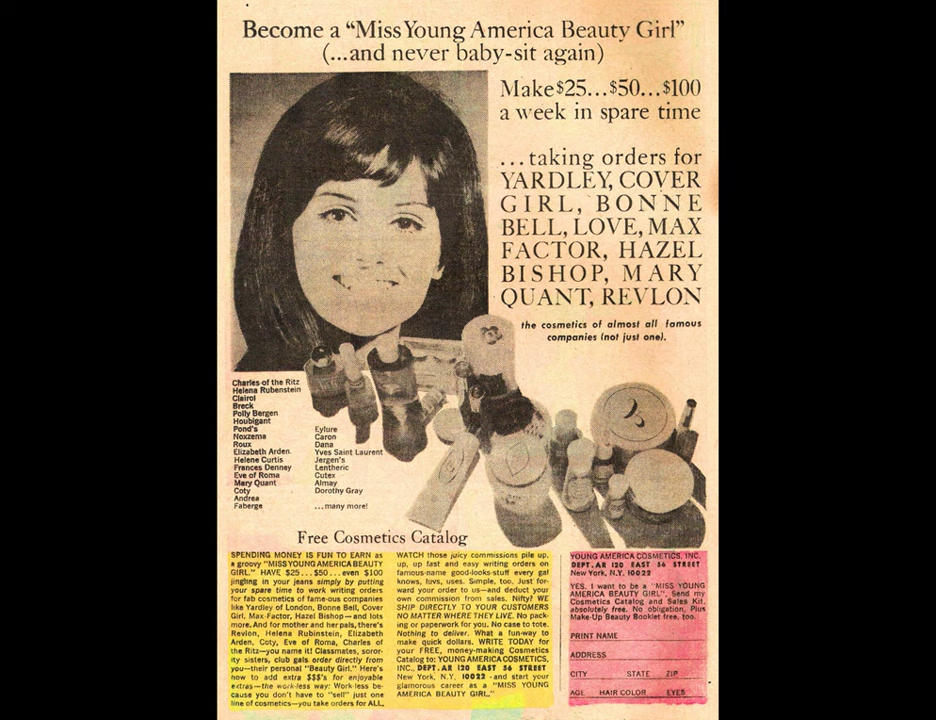 Become a "Miss Young America Beauty Girl"
(...and never baby-sit again)
Make $25...$50...$100
a week in spare time
...taking orders for
YARDLEY, COVER
GIRL, BONNE
BELL, LOVE, MAX
FACTOR, HAZEL
BISHOP, MARY
QUANT, REVLON
the cosmetics of almost all famous
companies (not just one).
Charles of the Ritz
Helena Rubenstein
Clairol
Breck
Polly Bergen
Houbigant
Pond's
Noxzema
Roux
Elizabeth Arden.
Helene Curtis
Frances Denney
Eve of Roma
Mary Quant
Coty
Andrea
Faberge
Eylure
Caron
Dana
Yves Saint Laurent
Jergen's
Lentheric
Cutex
Almay
Dorothy Gray
...many more!
Free Cosmetics Catalog
SPENDING MONEY IS FUN TO EARN as
a groovy "MISS YOUNG AMERICA BEAUTY
GIRL." HAVE $25...$50...even $100
jingling in your jeans simply by putting
your spare time to work writing orders
for fab cosmetics of fame-ous companies
like Yardley of London, Bonne Bell, Cover
Girl, Max-Factor, Hazel Bishop—and lots
more. And for mother and her pals, there's
Revlon, Helena Rubinstein, Elizabeth
Arden, Coty, Eve of Roma, Charles of
the Ritz—you name it! Classmates, soror-
ity sisters, club gals order directly from
you—their personal "Beauty Girl." Here's
how to add extra $$$'s for enjoyable
extras—the work-less way: Work-less be-
cause you don't have to "sell" just one
line of cosmetics—you take orders for ALL.
WATCH those juicy commissions pile up,
up, up fast and easy writing orders on
famous-name good-looks-stuff every gal
knows, luvs, uses. Simple, too. Just for-
ward your order to us—and deduct your
own commission from sales. Nifty! WE
SHIP DIRECTLY TO YOUR CUSTOMERS
NO MATTER WHERE THEY LIVE. No pack-
ing or paperwork for you. No case to tote.
Nothing to deliver. What a fun-way to
make quick dollars. WRITE TODAY for
your FREE, money-making Cosmetics
Catalog to: YOUNG AMERICA COSMETICS,
INC., DEPT. AR 120 EAST 56 STREET
New York, N.Y. 10022 - and start your
glamorous career as a "MISS YOUNG
AMERICA BEAUTY GIRL."
YOUNG AMERICA COSMETICS, INC.
DEPT. AR 120 EAST 56 STREET
New York, N.Y. 10022
YES. I want to be a "MISS YOUNG
AMERICA BEAUTY GIRL". Send my
Cosmetics Catalog and Sales Kit,
absolutely free. No obligation. Plus
Make-Up Beauty Booklet free, too.
PRINT NAME
ADDRESS
CITY STATE ZIP
AGE HAIR COLOR EYES